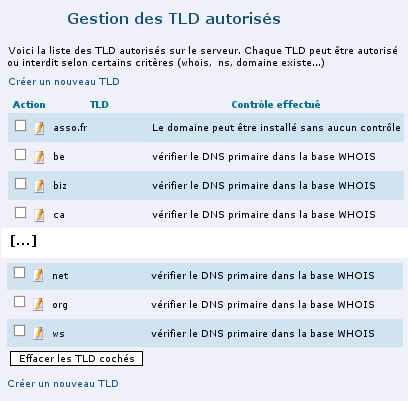 Gestion des TLD autorisés
Voici la liste des TLD autorisés sur le serveur. Chaque TLD peut être autorisé
ou interdit selon certains critères (whois, ns, domaine existe...)
Créer un nouveau TLD
Action TLD Contrôle effectué
asso.fr Le domaine peut être installé sans aucun contrôle
be vérifier le DNS primaire dans la base WHOIS
biz vérifier le DNS primaire dans la base WHOIS
ca vérifier le DNS primaire dans la base WHOIS
[...]
net vérifier le DNS primaire dans la base WHOIS
org vérifier le DNS primaire dans la base WHOIS
ws vérifier le DNS primaire dans la base WHOIS
Effacer les TLD cochés
Créer un nouveau TLD